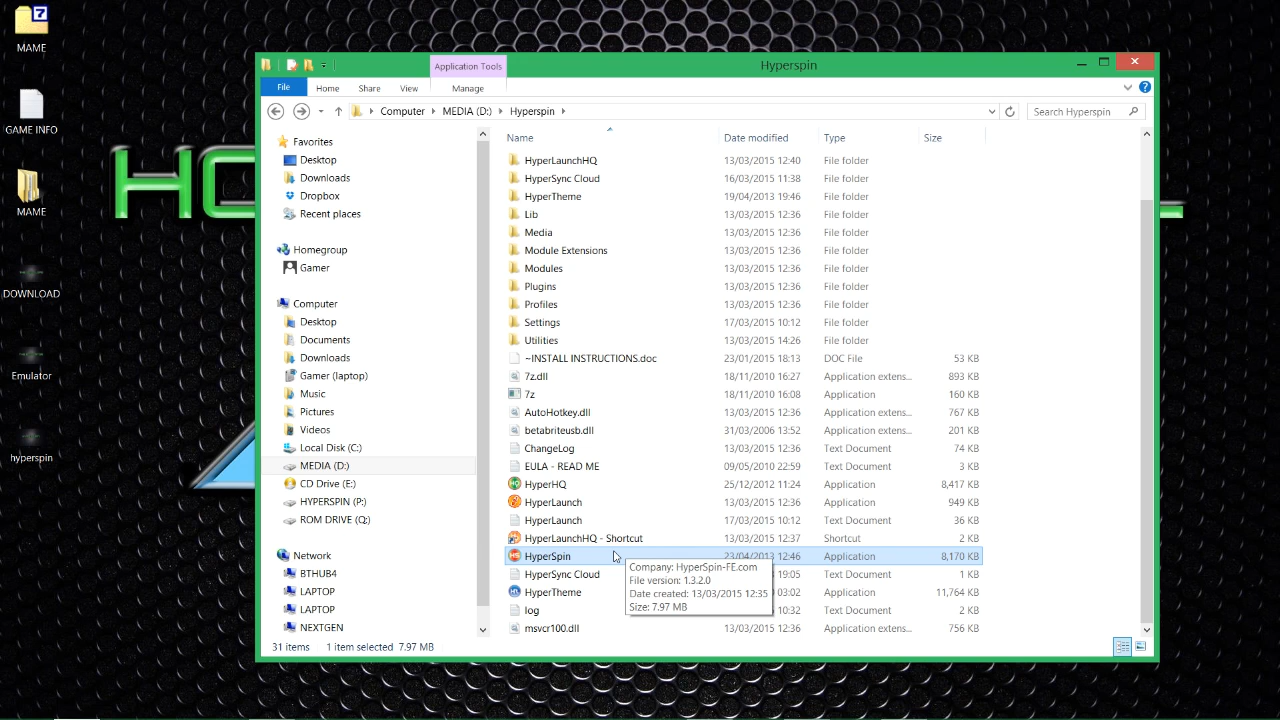 MAME
GAME INFO
MAME
DOWNLOAD
Emulator
hyperspin
Application Tools
Hyperspin
File
Home
Share
View
Manage
Computer
MEDIA (D:)
Hyperspin
Search Hyperspin
Favorites
Desktop
Downloads
Dropbox
Recent places
Homegroup
Gamer
Computer
Desktop
Documents
Downloads
Gamer (laptop)
Music
Pictures
Videos
Local Disk (C:)
MEDIA (D:)
CD Drive (E:)
HYPERSPIN (P:)
ROM DRIVE (Q:)
Network
BTHUB4
LAPTOP
LAPTOP
NEXTGEN
Name Date modified Type Size
HyperLaunchHQ 13/03/2015 12:40 File folder
HyperSync Cloud 16/03/2015 11:38 File folder
HyperTheme 19/04/2013 19:46 File folder
Lib 13/03/2015 12:36 File folder
Media 13/03/2015 12:36 File folder
Module Extensions 13/03/2015 12:36 File folder
Modules 13/03/2015 12:36 File folder
Plugins 13/03/2015 12:36 File folder
Profiles 13/03/2015 12:36 File folder
Settings 17/03/2015 10:12 File folder
Utilities 13/03/2015 14:26 File folder
~INSTALL INSTRUCTIONS.doc 23/01/2015 18:13 DOC File 53 KB
7z.dll 18/11/2010 16:27 Application extens... 893 KB
7z 18/11/2010 16:08 Application 160 KB
AutoHotkey.dll 13/03/2015 12:36 Application extens... 767 KB
betabriteusb.dll 31/03/2006 13:52 Application extens... 201 KB
ChangeLog 13/03/2015 12:36 Text Document 74 KB
EULA - READ ME 09/05/2010 22:59 Text Document 3 KB
HyperHQ 25/12/2012 11:24 Application 8,417 KB
HyperLaunch 13/03/2015 12:36 Application 949 KB
HyperLaunch 17/03/2015 10:12 Text Document 36 KB
HyperLaunchHQ - Shortcut 13/03/2015 12:37 Shortcut 2 KB
HyperSpin 23/04/2013 12:46 Application 8,170 KB
HyperSync Cloud 19:05 Text Document 1 KB
HyperTheme 03:02 Application 11,764 KB
log 10:32 Text Document 2 KB
msvcr100.dll 13/03/2015 12:36 Application extens... 756 KB
Company: HyperSpin-FE.com
File version: 1.3.2.0
Date created: 13/03/2015 12:35
Size: 7.97 MB
31 items 1 item selected 7.97 MB